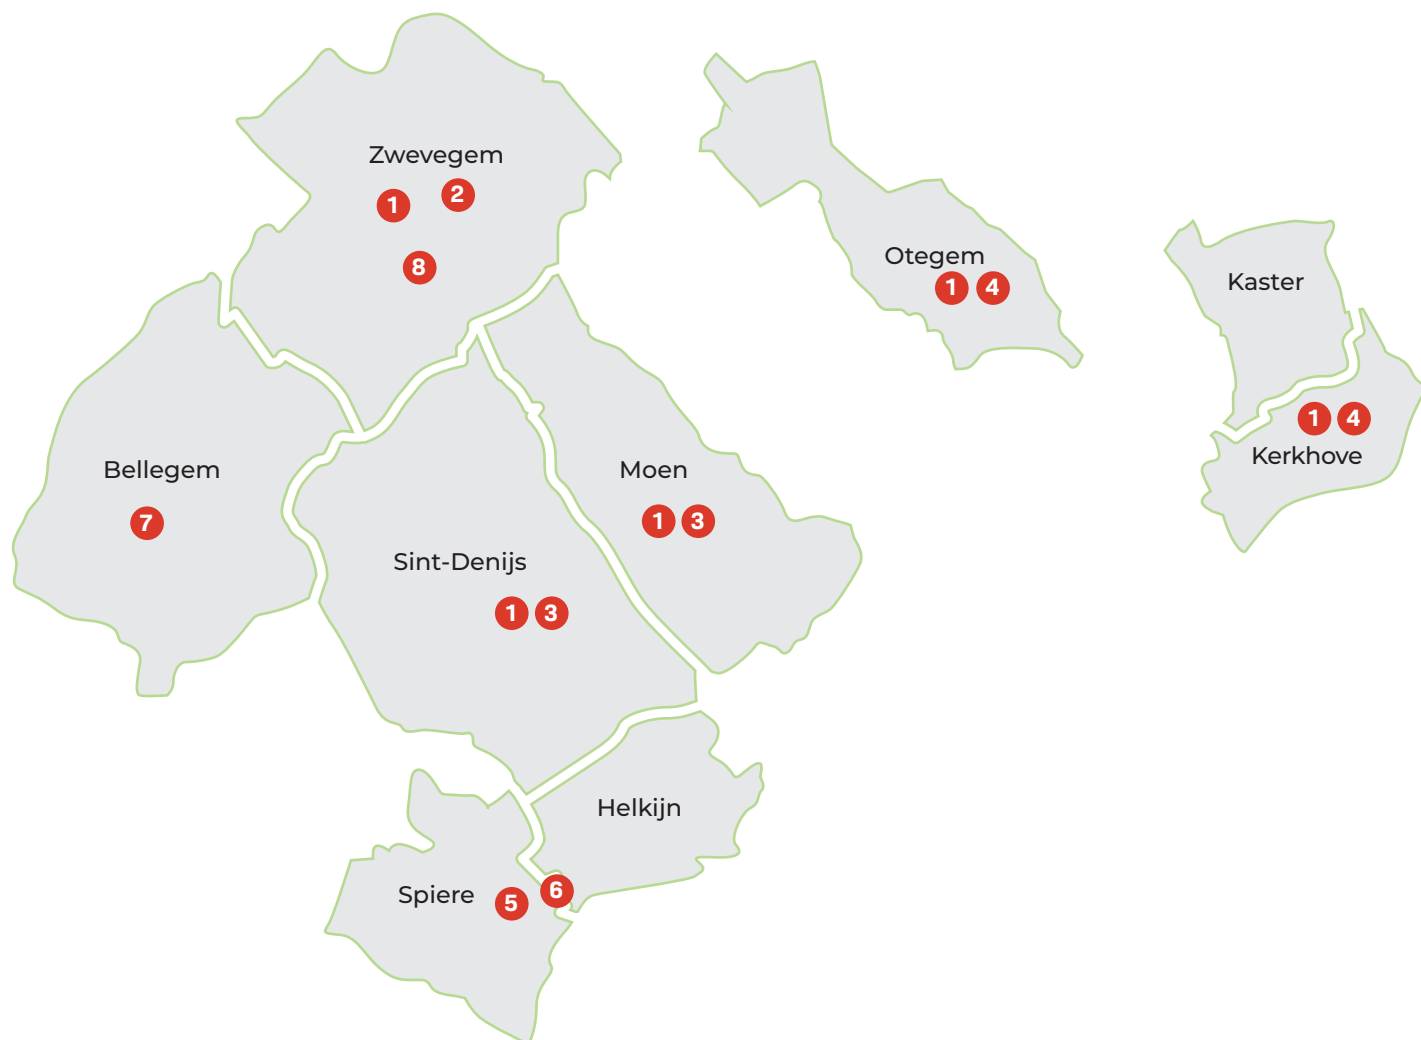 Zwevegem
1 2
8
Otegem
1 4
Kaster
1 4
Kerkhove
Bellegem
7
Moen
1 3
Sint-Denijs
1 3
Helkijn
Spiere 5 6